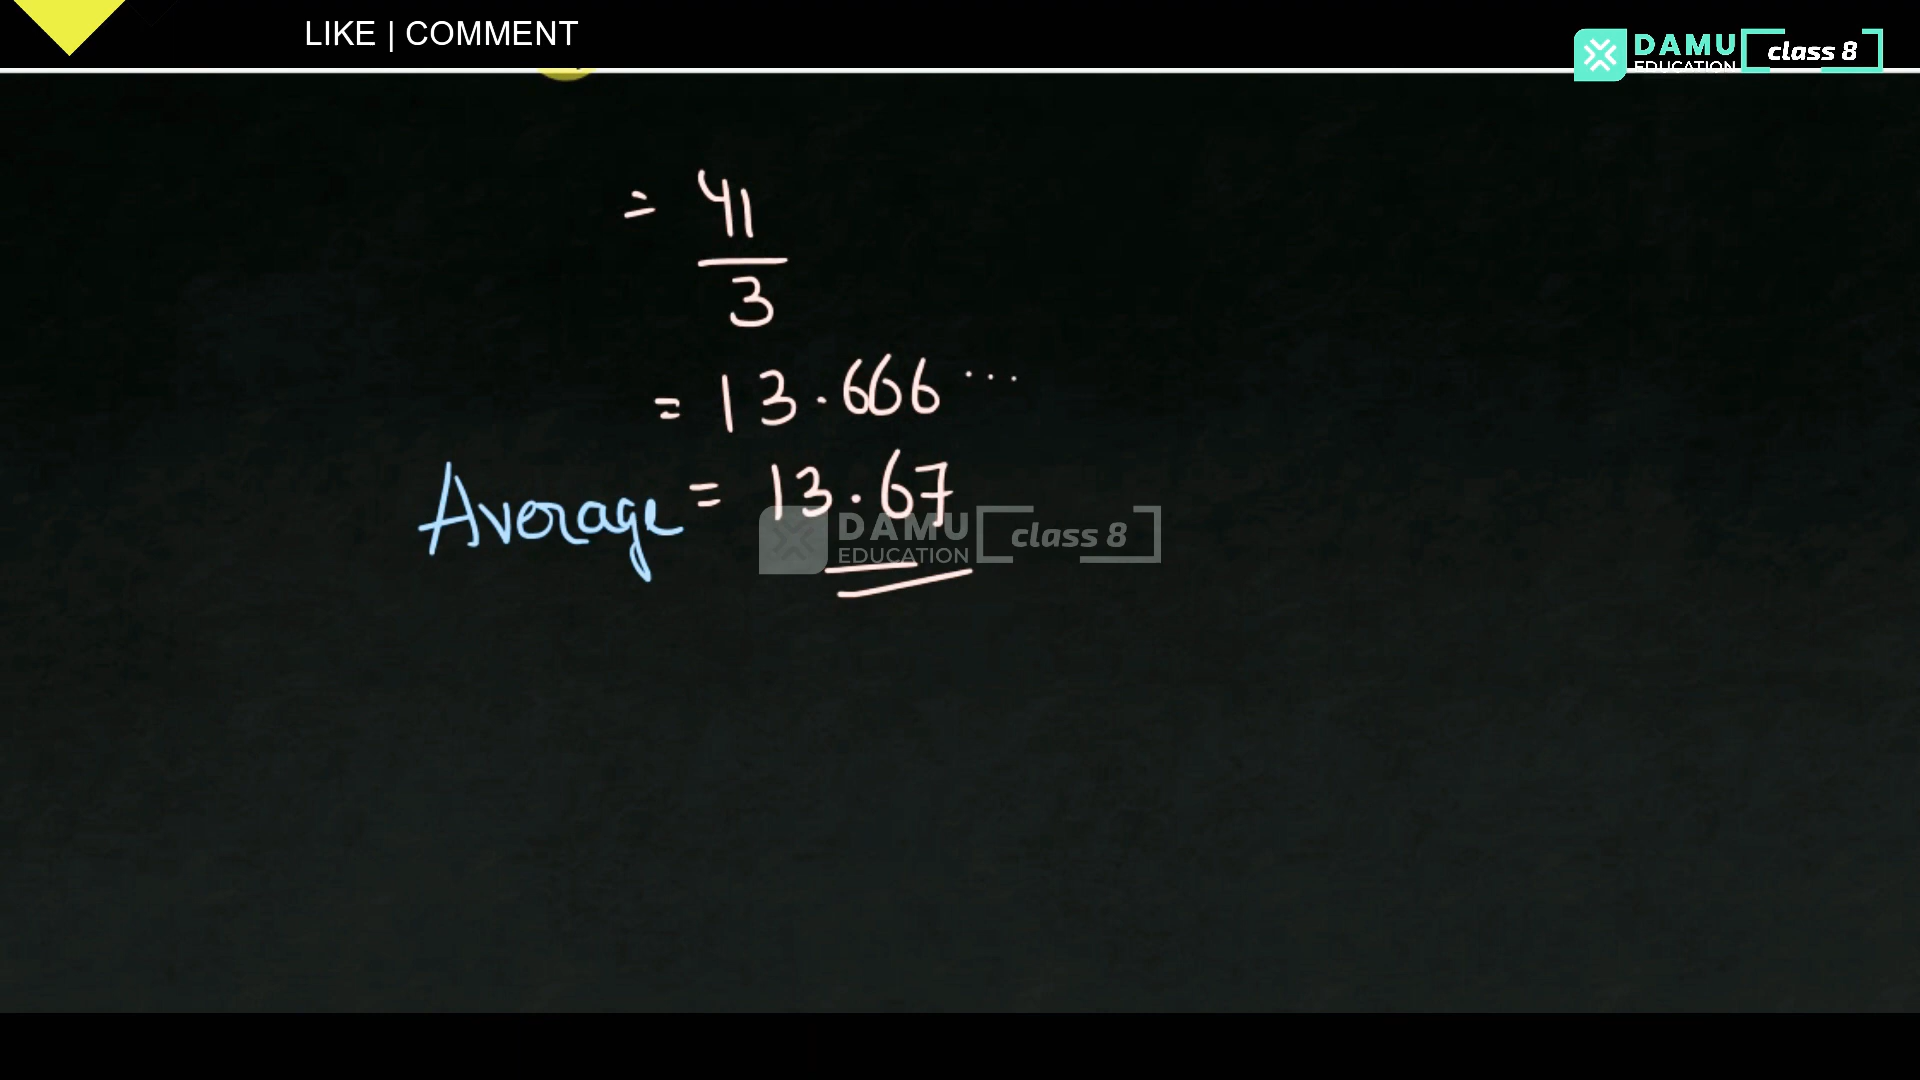 LIKE | COMMENT
DAMU EDUCATION class 8
= 41
3
= 13.666 ...
Average = 13.67
DAMU EDUCATION class 8